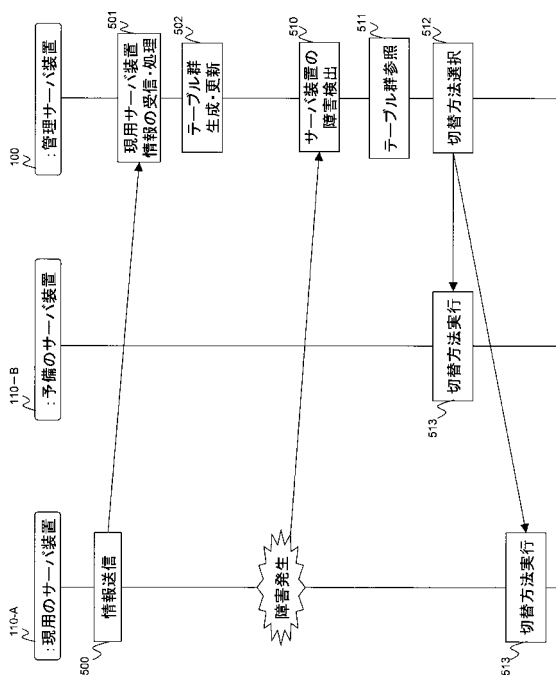 110-A
:現用のサーバ装置
110-B
:予備のサーバ装置
100
:管理サーバ装置
500
情報送信
501
現用サーバ装置
情報の受信・処理
502
テーブル群
生成・更新
障害発生
510
サーバ装置の
障害検出
511
テーブル群参照
512
切替方法選択
513
切替方法実行
513
切替方法実行